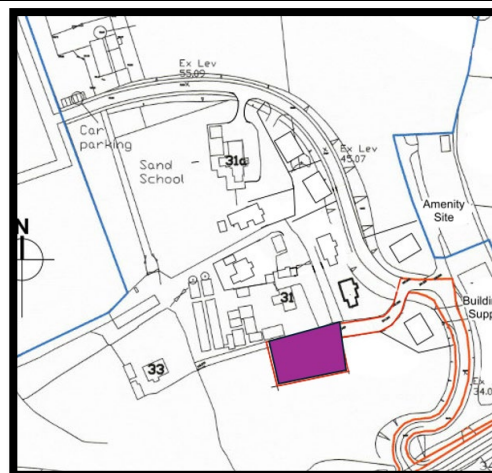 Ex Lev
55.09
Car
parking
31a
Sand
School
Ex Lev
45.07
Amenity
Site
N
31
Building
Supp
33
Ex
34.0